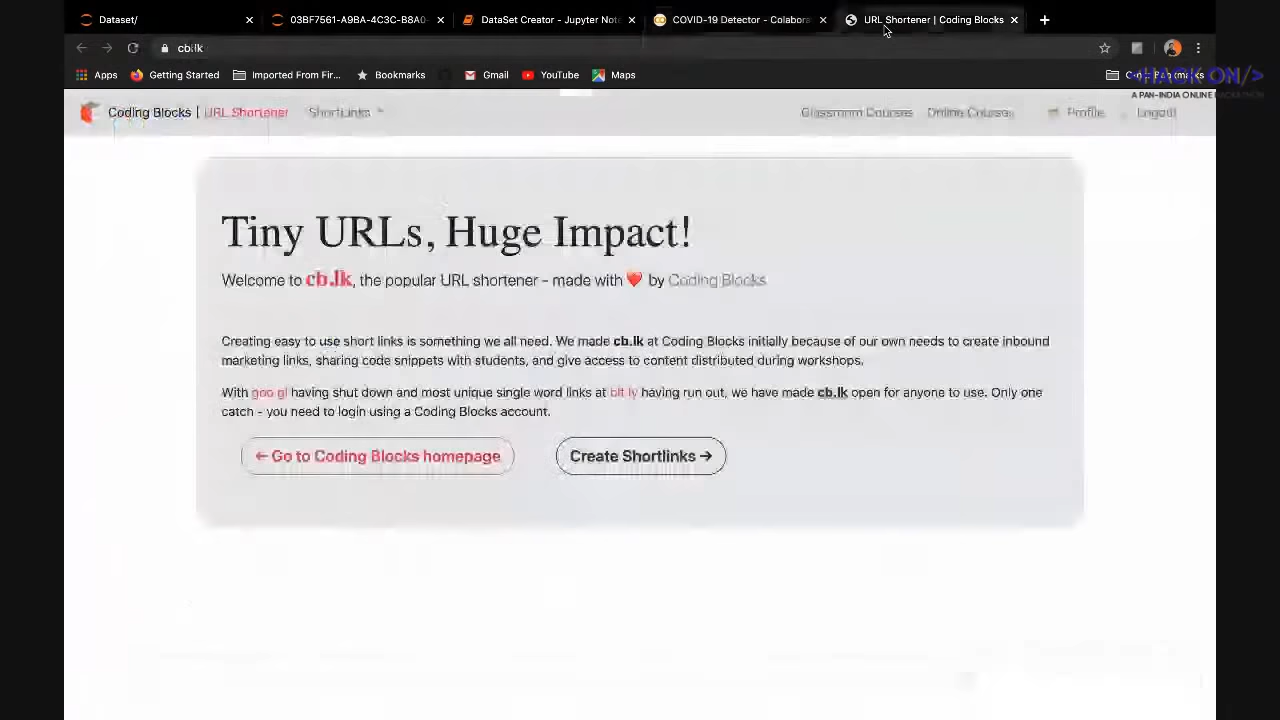 Dataset/
03BF7561-A9BA-4C3C-B8A0-
DataSet Creator - Jupyter Note
COVID-19 Detector - Colabora
URL Shortener | Coding Blocks
cb.lk
Apps
Getting Started
Imported From Fir...
Bookmarks
Gmail
YouTube
Maps
Bookmarks
<HACK ON/>
A PAN-INDIA ONLINE HACKATHON
Coding Blocks | URL Shortener
ShortLinks
Classroom Courses
Online Courses
Profile
Logout
Tiny URLs, Huge Impact!
Welcome to cb.lk, the popular URL shortener - made with ❤️ by Coding Blocks
Creating easy to use short links is something we all need. We made cb.lk at Coding Blocks initially because of our own needs to create inbound
marketing links, sharing code snippets with students, and give access to content distributed during workshops.
With goo.gl having shut down and most unique single word links at bit.ly having run out, we have made cb.lk open for anyone to use. Only one
catch - you need to login using a Coding Blocks account.
← Go to Coding Blocks homepage
Create Shortlinks →